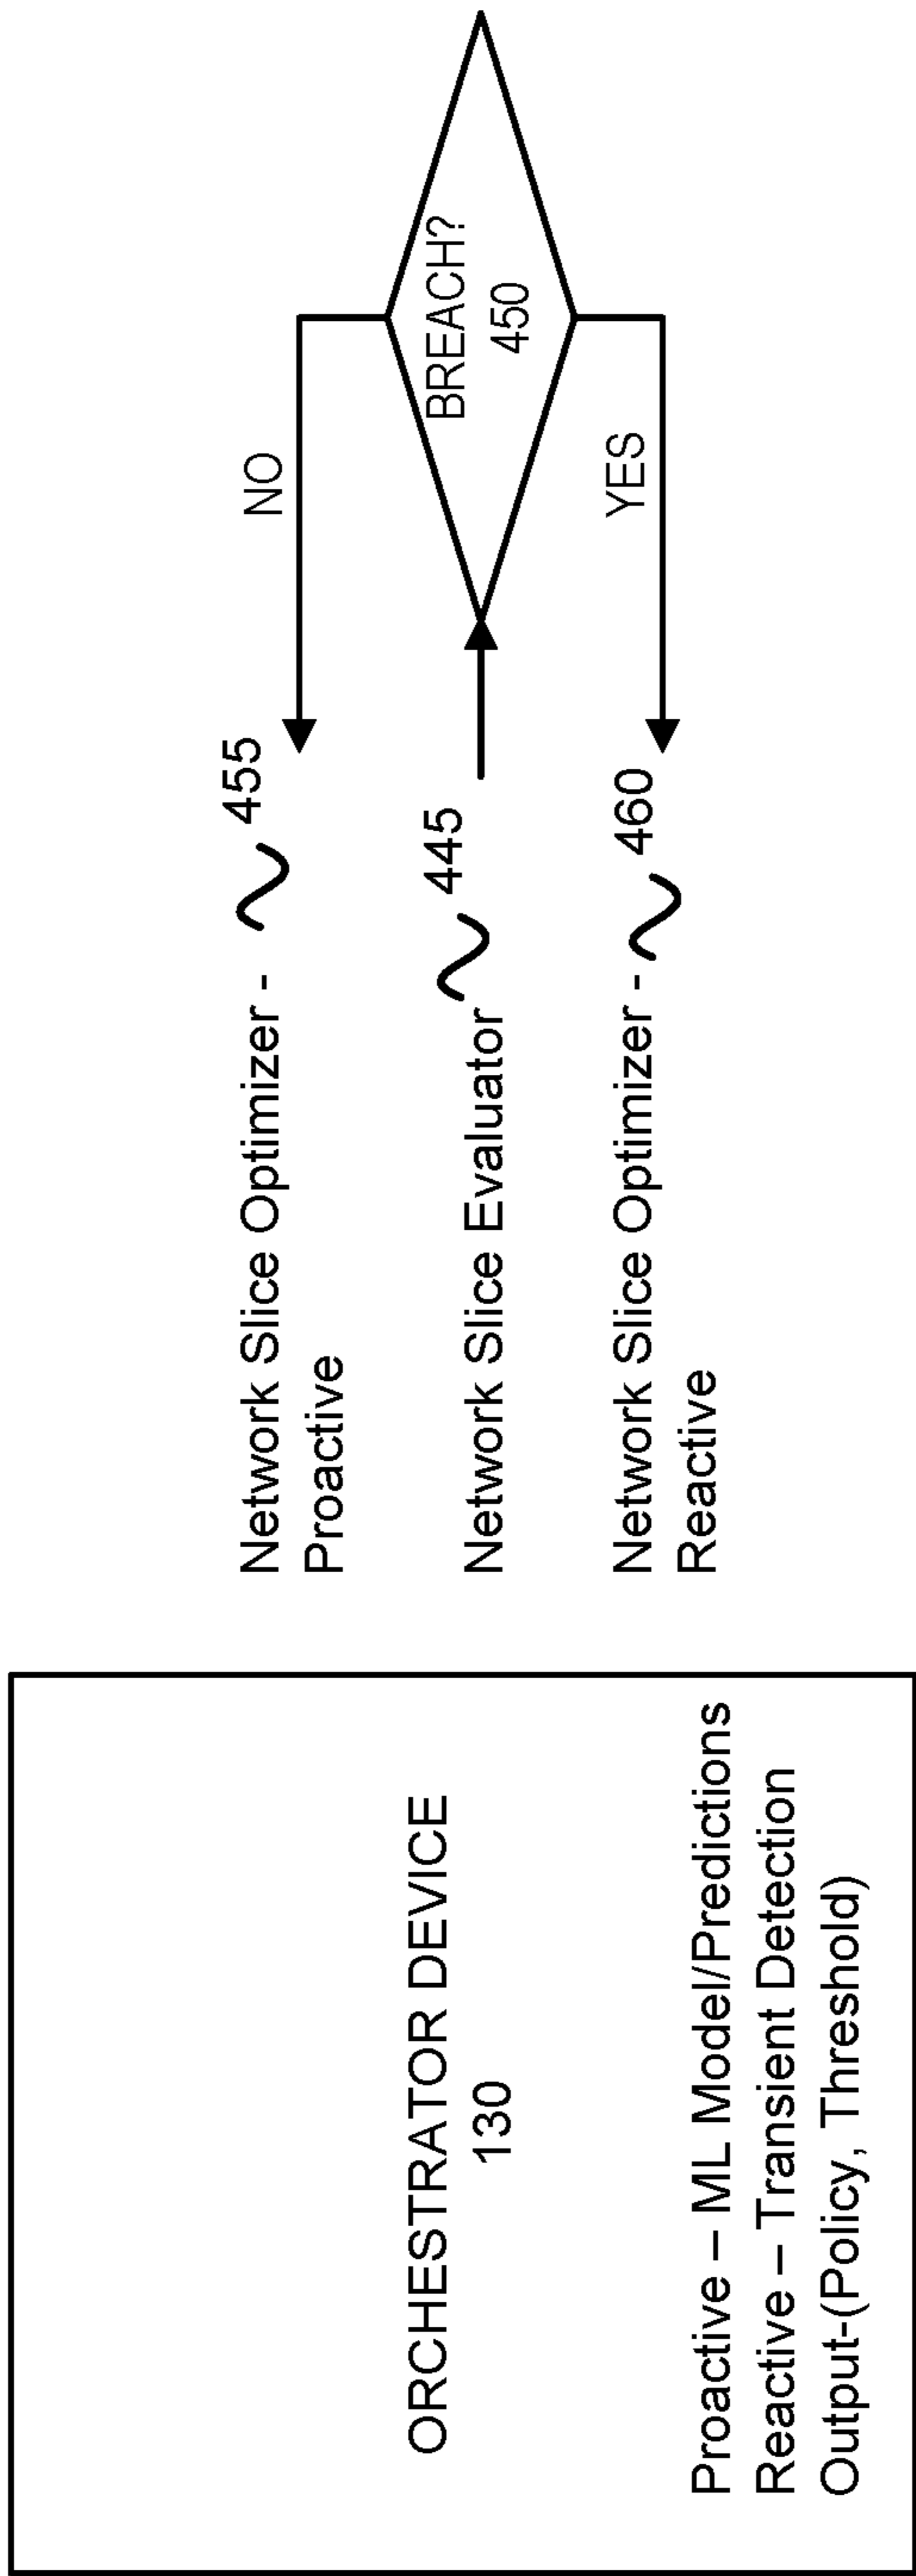 ORCHESTRATOR DEVICE
130
Proactive – ML Model/Predictions
Reactive – Transient Detection
Output-(Policy, Threshold)
Network Slice Optimizer - 455
Proactive
NO
Network Slice Evaluator 445
BREACH?
450
Network Slice Optimizer - 460
Reactive
YES